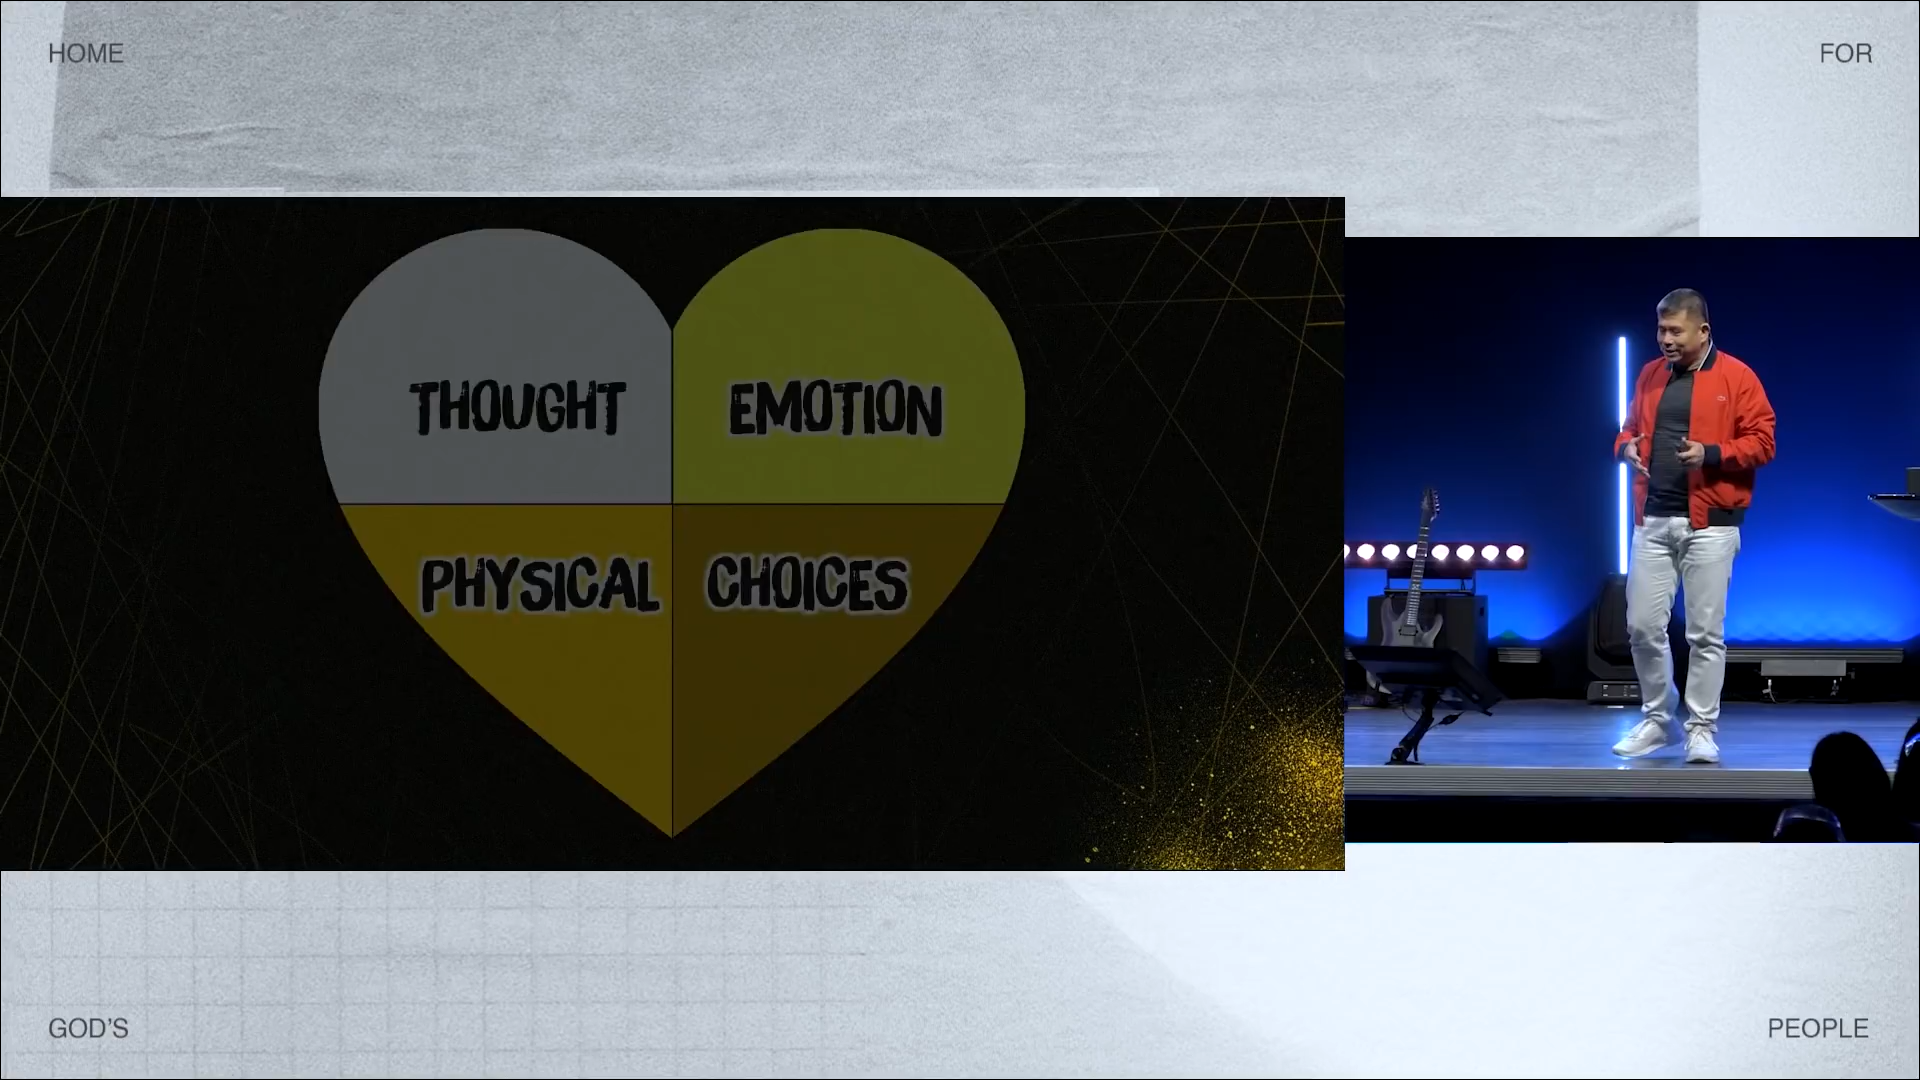 HOME
FOR
THOUGHT
EMOTION
PHYSICAL
CHOICES
GOD'S
PEOPLE